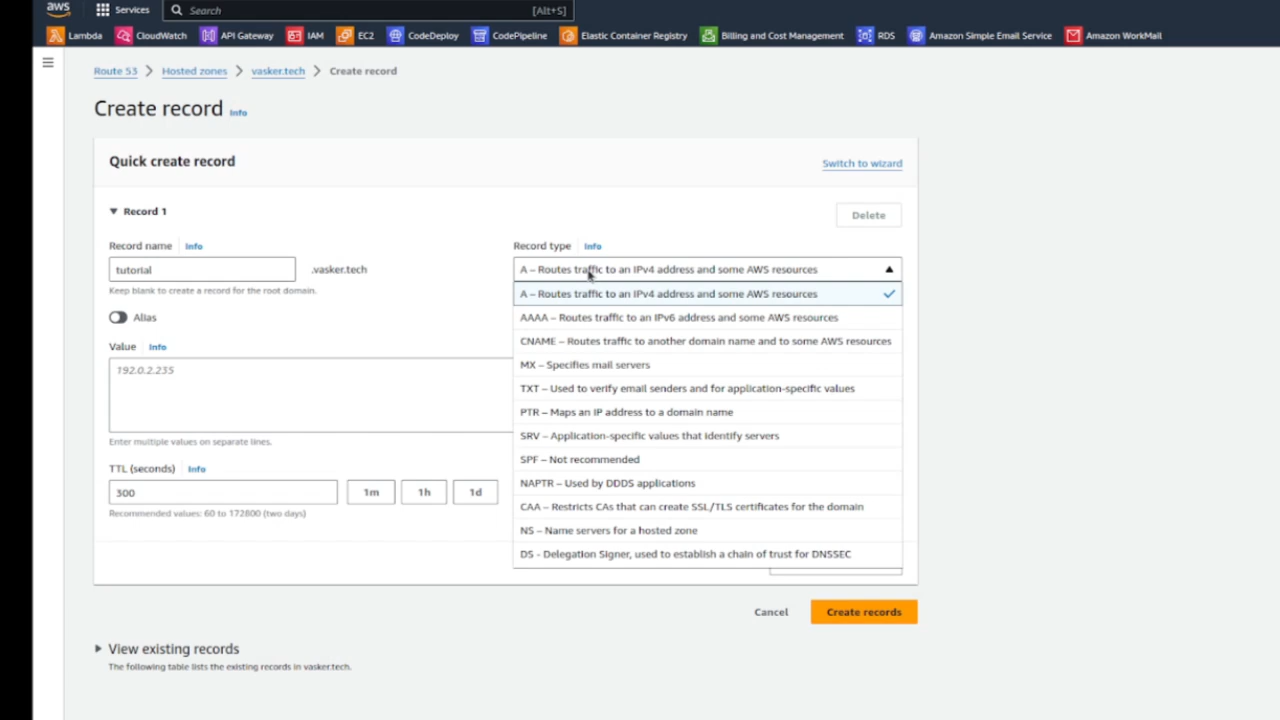 aws Services Search [Alt+S]
Lambda CloudWatch API Gateway IAM EC2 CodeDeploy CodePipeline Elastic Container Registry Billing and Cost Management RDS Amazon Simple Email Service Amazon WorkMail
Route 53 > Hosted zones > vasker.tech > Create record
Create record Info
Quick create record Switch to wizard
Record 1 Delete
Record name Info Record type Info
tutorial .vasker.tech A – Routes traffic to an IPv4 address and some AWS resources
Keep blank to create a record for the root domain. A – Routes traffic to an IPv4 address and some AWS resources
Alias AAAA – Routes traffic to an IPv6 address and some AWS resources
Value Info CNAME – Routes traffic to another domain name and to some AWS resources
192.0.2.235 MX – Specifies mail servers
TXT – Used to verify email senders and for application-specific values
PTR – Maps an IP address to a domain name
Enter multiple values on separate lines. SRV – Application-specific values that identify servers
TTL (seconds) Info SPF – Not recommended
300 1m 1h 1d NAPTR – Used by DDDS applications
Recommended values: 60 to 172800 (two days) CAA – Restricts CAs that can create SSL/TLS certificates for the domain
NS – Name servers for a hosted zone
DS - Delegation Signer, used to establish a chain of trust for DNSSEC
Cancel Create records
View existing records
The following table lists the existing records in vasker.tech.